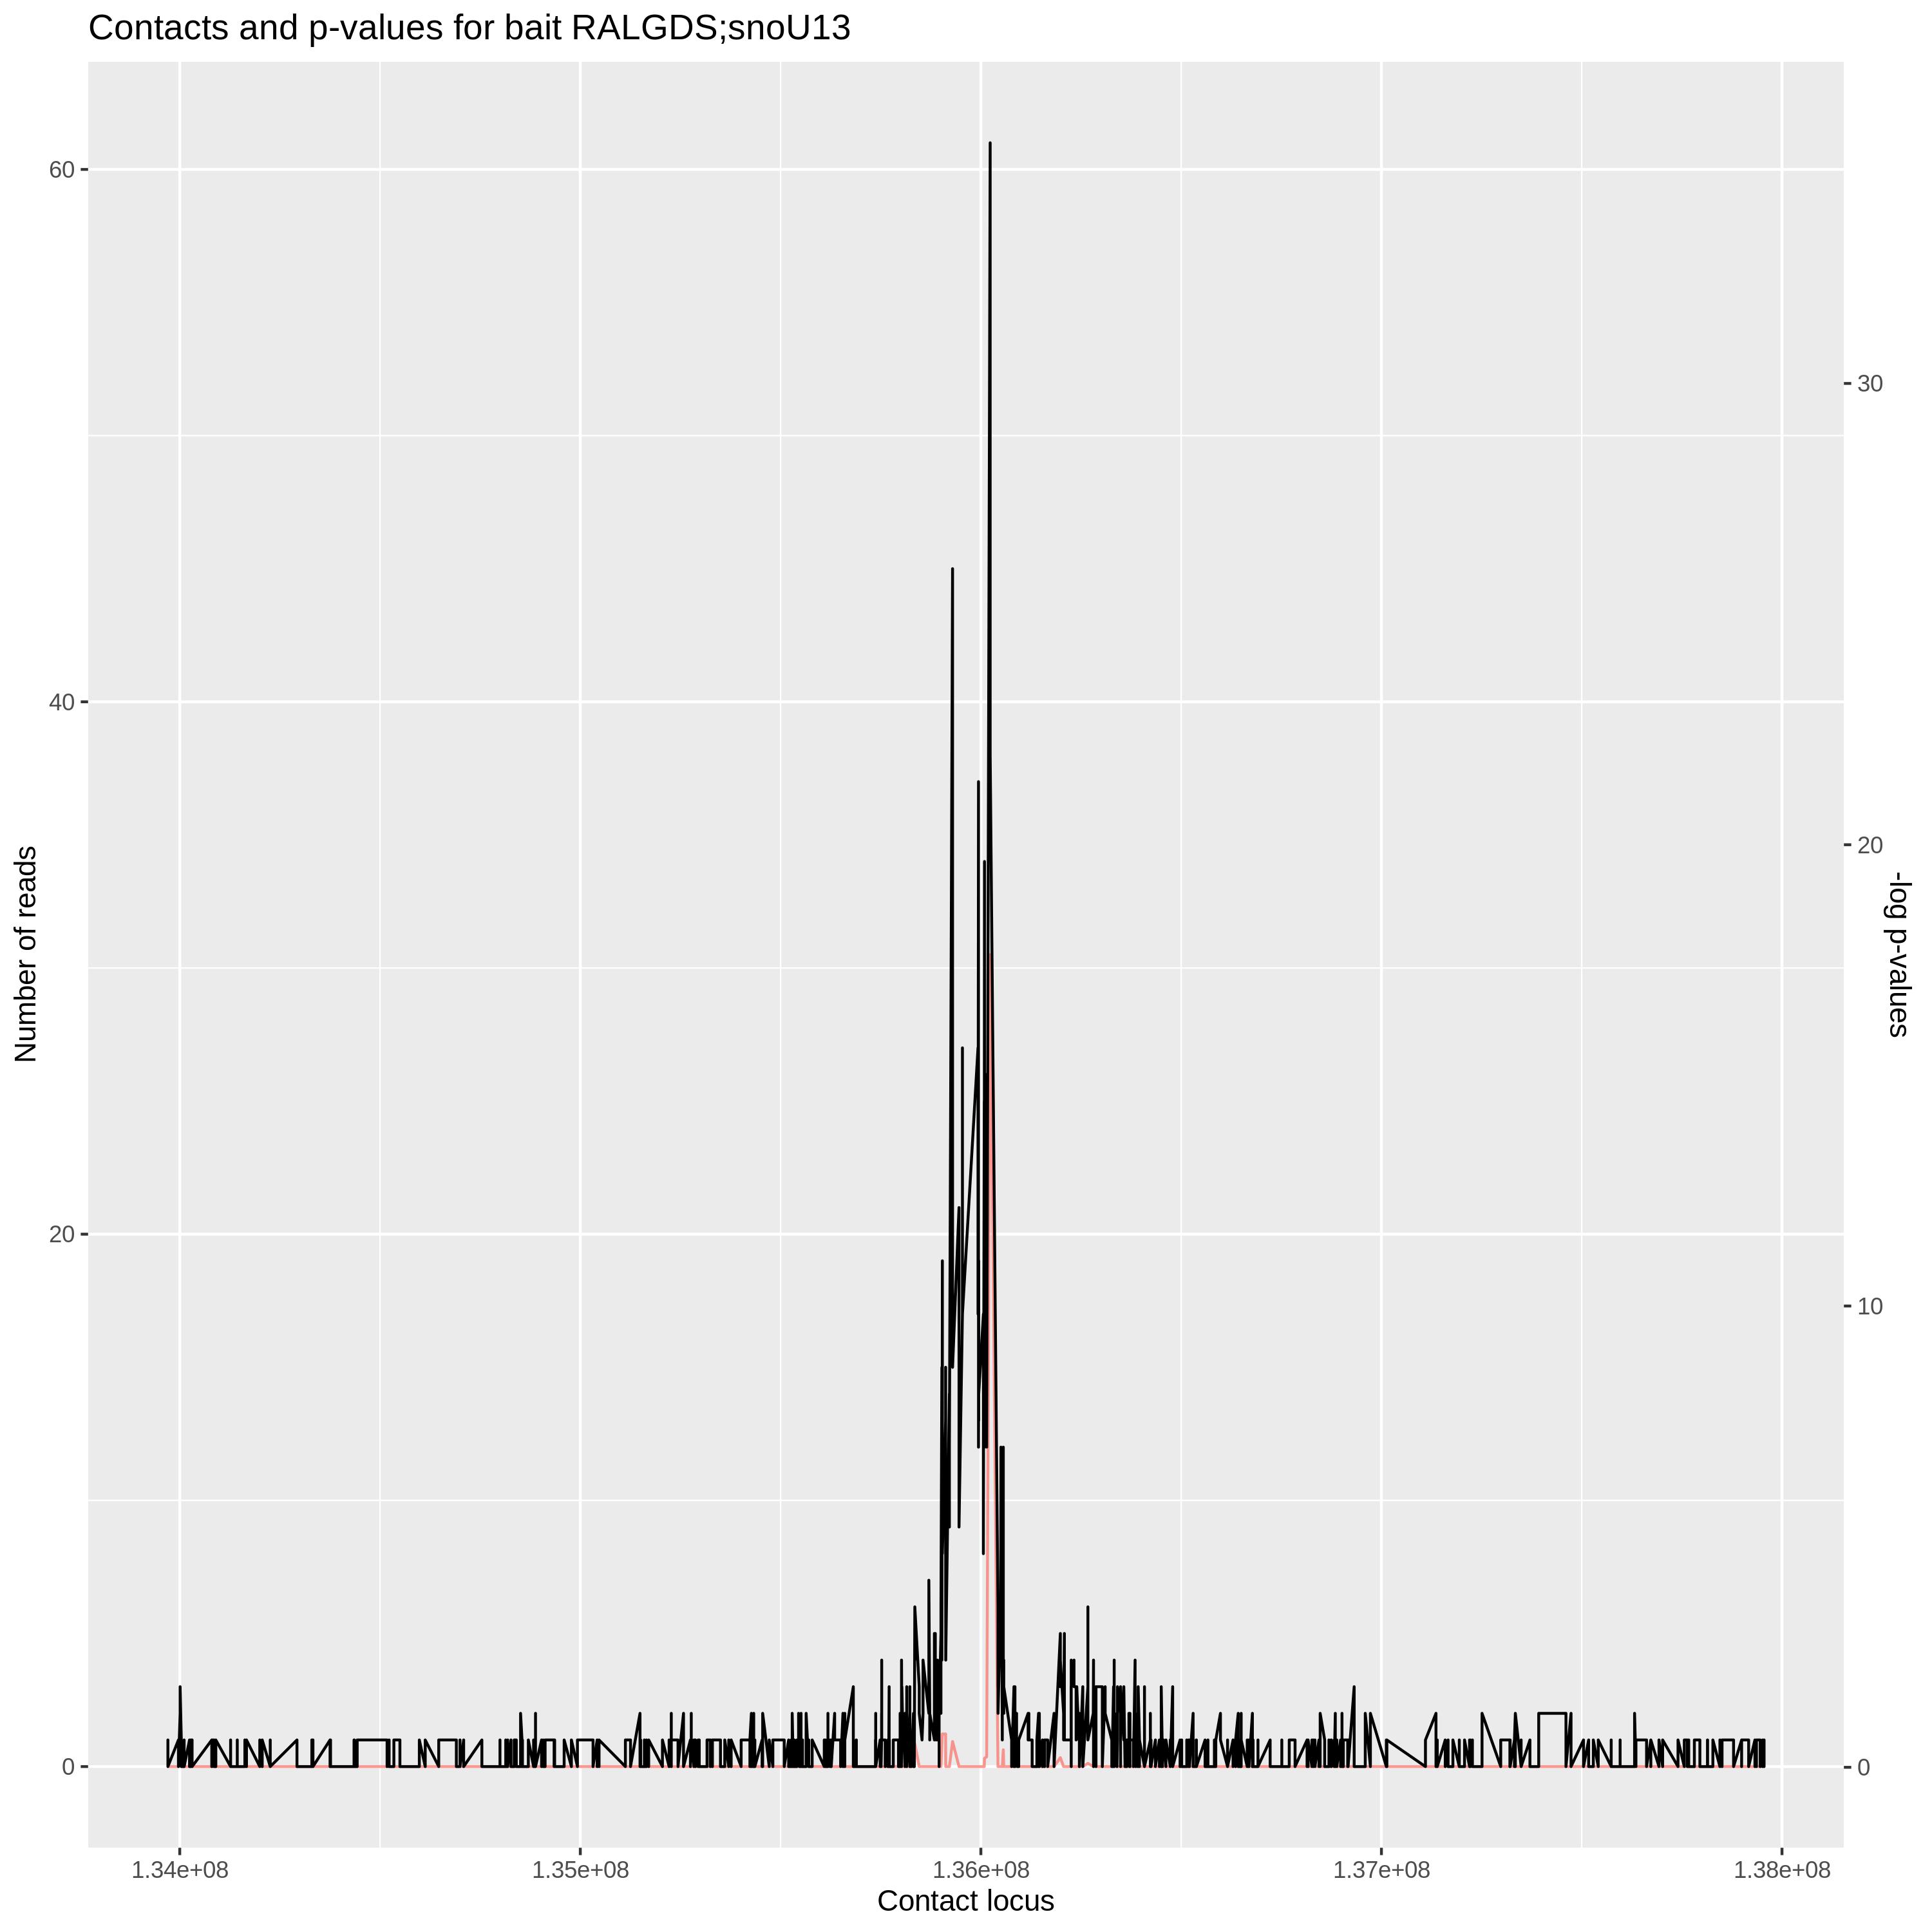 Contacts and p-values for bait RALGDS;snoU13
60
40
20
0
Number of reads
30
20
10
0
-log p-values
1.34e+08
1.35e+08
1.36e+08
1.37e+08
1.38e+08
Contact locus